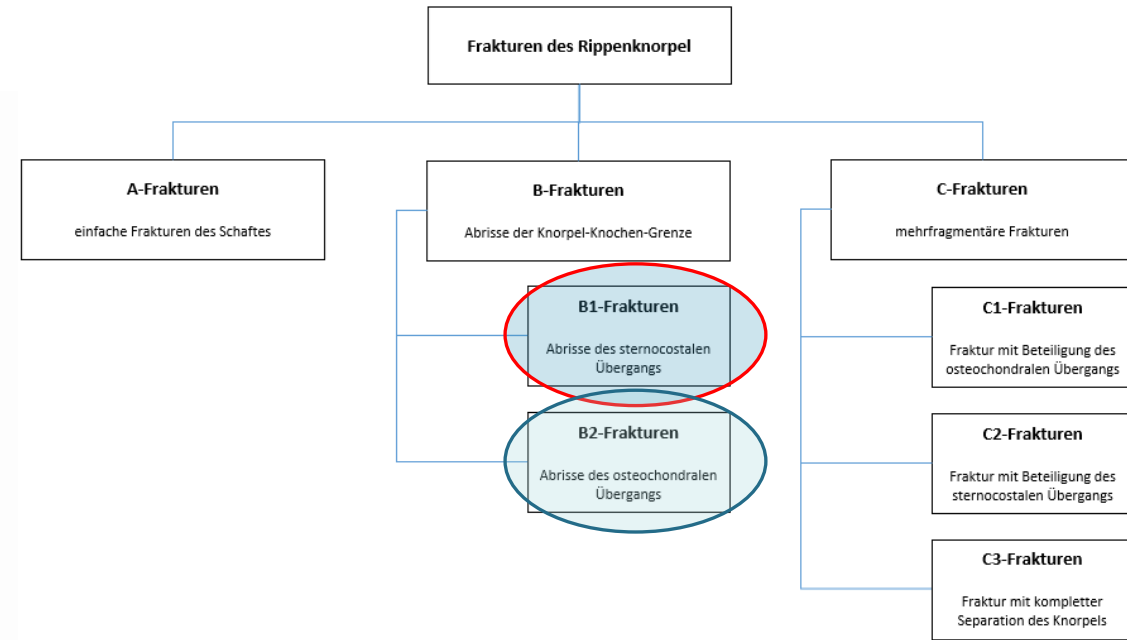 Frakturen des Rippenknorpel
A-Frakturen
einfache Frakturen des Schaftes
B-Frakturen
Abrisse der Knorpel-Knochen-Grenze
B1-Frakturen
Abrisse des sternocostalen
Übergangs
B2-Frakturen
Abrisse des osteochondralen
Übergangs
C-Frakturen
mehrfragmentäre Frakturen
C1-Frakturen
Fraktur mit Beteiligung des
osteochondralen Übergangs
C2-Frakturen
Fraktur mit Beteiligung des
sternocostalen Übergangs
C3-Frakturen
Fraktur mit kompletter
Separation des Knorpels